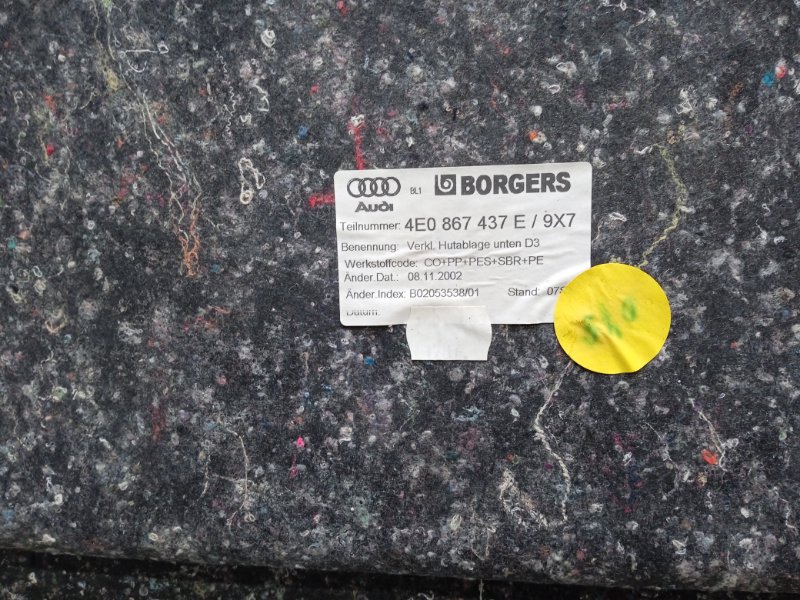 Audi BL1 BORGERS
Teilnummer: 4E0 867 437 E / 9X7
Benennung: Verkl. Hutablage unten D3
Werkstoffcode: CO+PP+PES+SBR+PE
Änder.Dat.: 08.11.2002
Änder.Index: B02053538/01 Stand:
Datum: